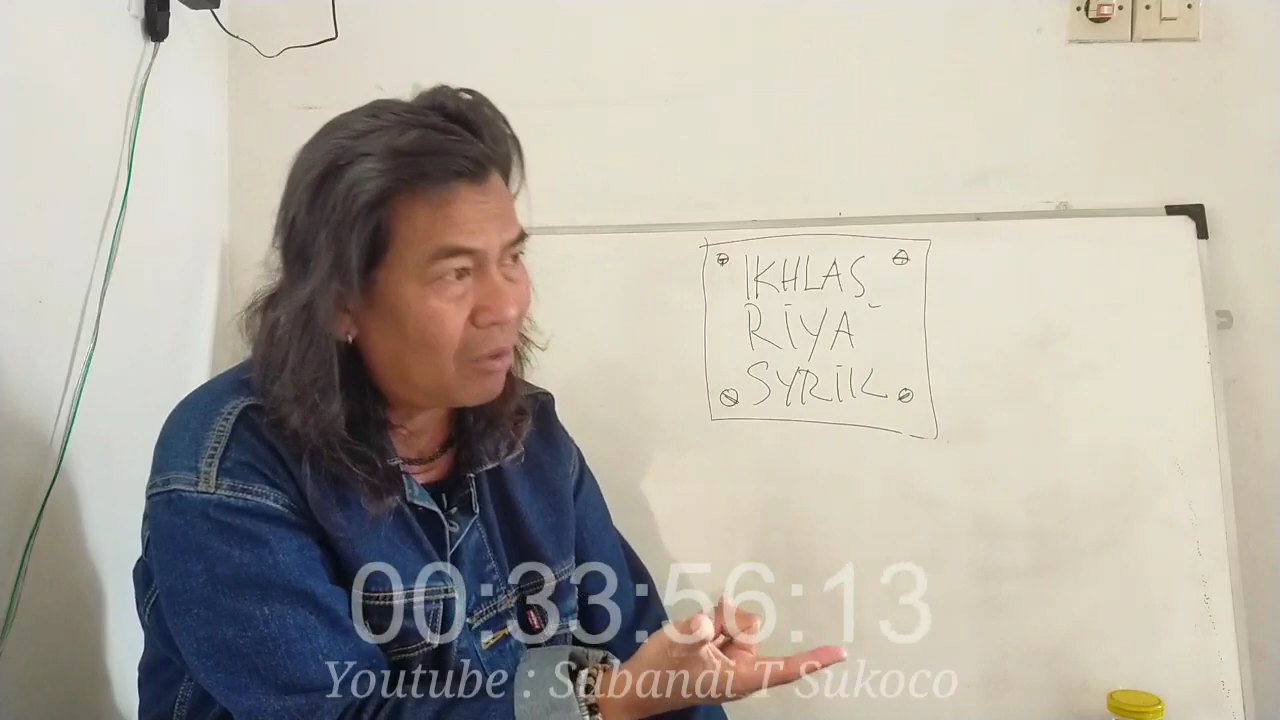 IKHLAS
RIYA
SYRIK
00:33:56:13
Youtube : Subandi T Sukoco